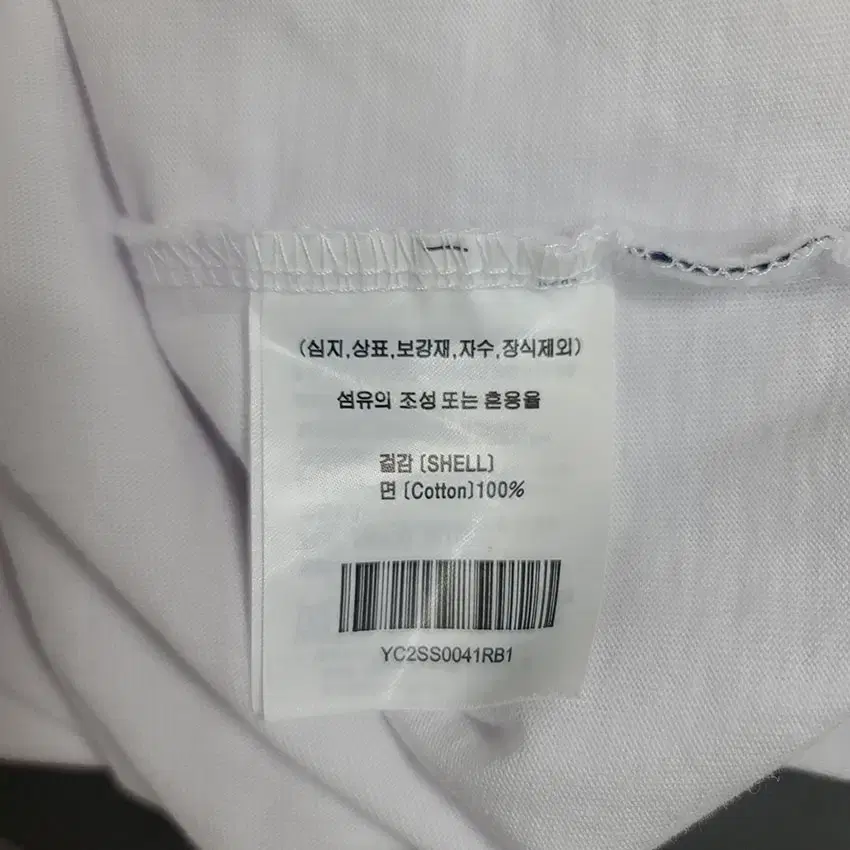 (심지,상표,보강재,자수,장식제외)
섬유의 조성 또는 혼용율
겉감 (SHELL)
면 (Cotton)100%
YC2SS0041RB1